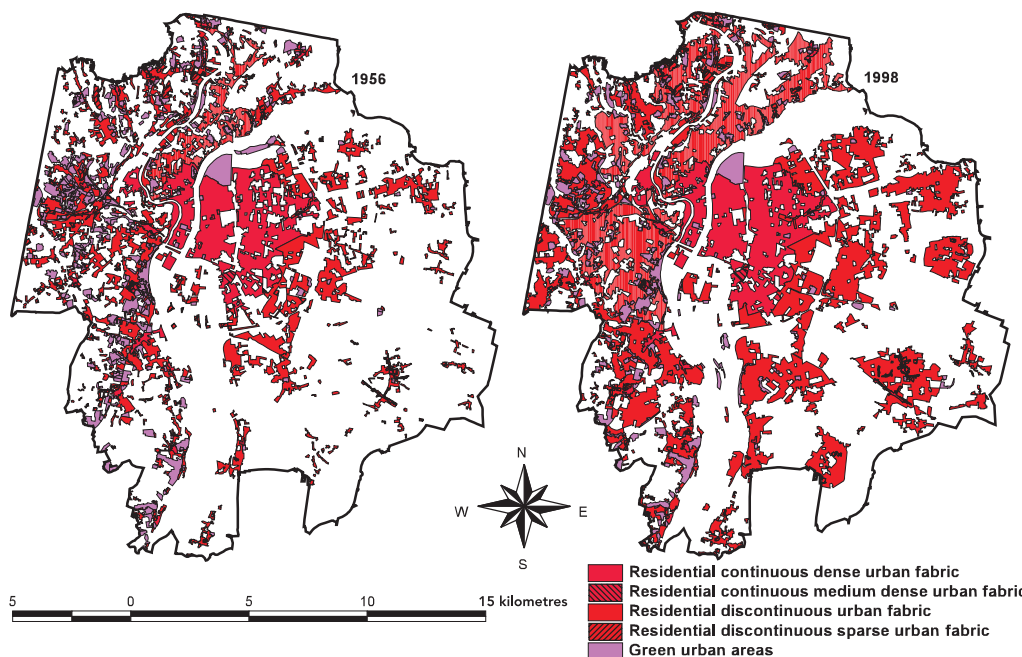 1956
1998
N
W E
S
5 0 5 10 15 kilometres
Residential continuous dense urban fabric
Residential continuous medium dense urban fabric
Residential discontinuous urban fabric
Residential discontinuous sparse urban fabric
Green urban areas